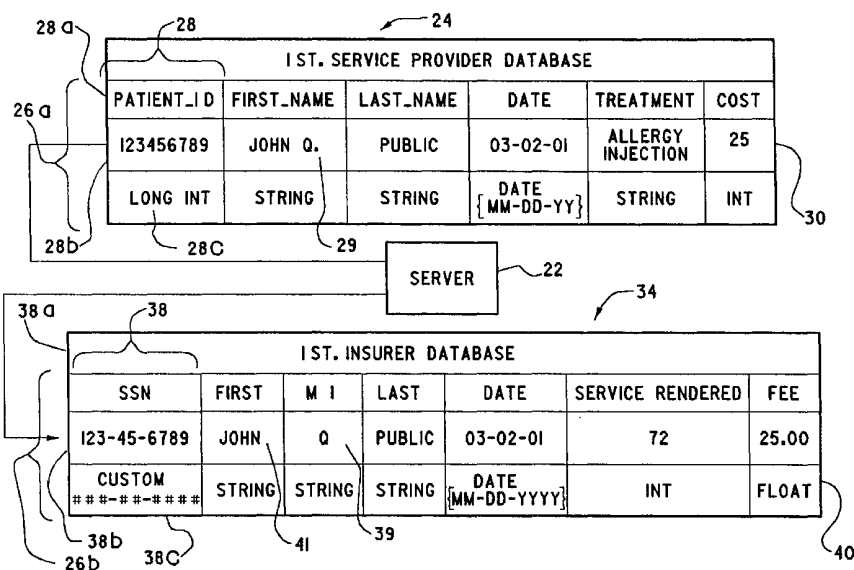 24
28a
28
1ST. SERVICE PROVIDER DATABASE
26a
PATIENT_ID FIRST_NAME LAST_NAME DATE TREATMENT COST
123456789 JOHN Q. PUBLIC 03-02-01 ALLERGY INJECTION 25
LONG INT STRING STRING DATE {MM-DD-YY} STRING INT
30
28b
28C
29
SERVER
22
34
38a
38
1ST. INSURER DATABASE
SSN FIRST M I LAST DATE SERVICE RENDERED FEE
123-45-6789 JOHN Q PUBLIC 03-02-01 72 25.00
CUSTOM ###-##-#### STRING STRING STRING DATE {MM-DD-YYYY} INT FLOAT
38b
38C
26b
41
39
40